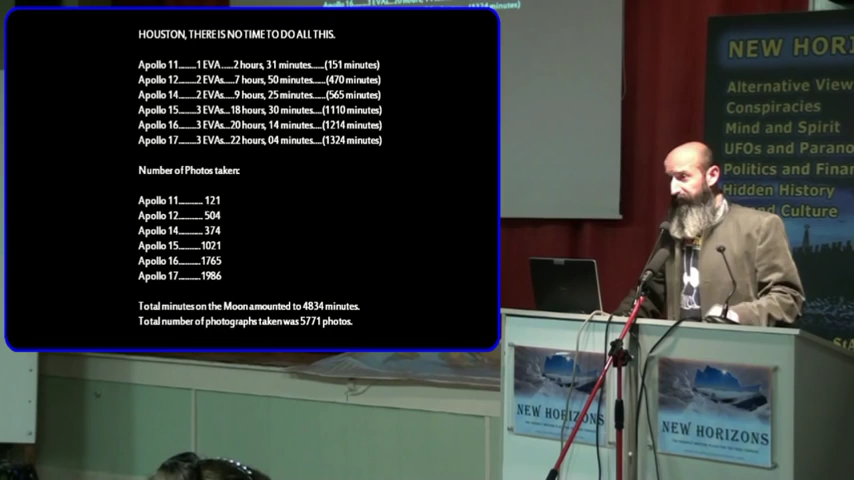 HOUSTON, THERE IS NO TIME TO DO ALL THIS.
Apollo 11.........1 EVA......2 hours, 31 minutes......(151 minutes)
Apollo 12.........2 EVAs....7 hours, 50 minutes......(470 minutes)
Apollo 14.........2 EVAs....9 hours, 25 minutes......(565 minutes)
Apollo 15.........3 EVAs...18 hours, 30 minutes....(1110 minutes)
Apollo 16.........3 EVAs...20 hours, 14 minutes....(1214 minutes)
Apollo 17.........3 EVAs...22 hours, 04 minutes....(1324 minutes)
Number of Photos taken:
Apollo 11........... 121
Apollo 12........... 504
Apollo 14........... 374
Apollo 15..........1021
Apollo 16..........1765
Apollo 17..........1986
Total minutes on the Moon amounted to 4834 minutes.
Total number of photographs taken was 5771 photos.
Apollo 16
NEW HORI
Alternative View
Conspiracies
Mind and Spirit
UFOs and Parano
Politics and Finan
Hidden History
and Culture
NEW HORIZONS
NEW HORIZONS